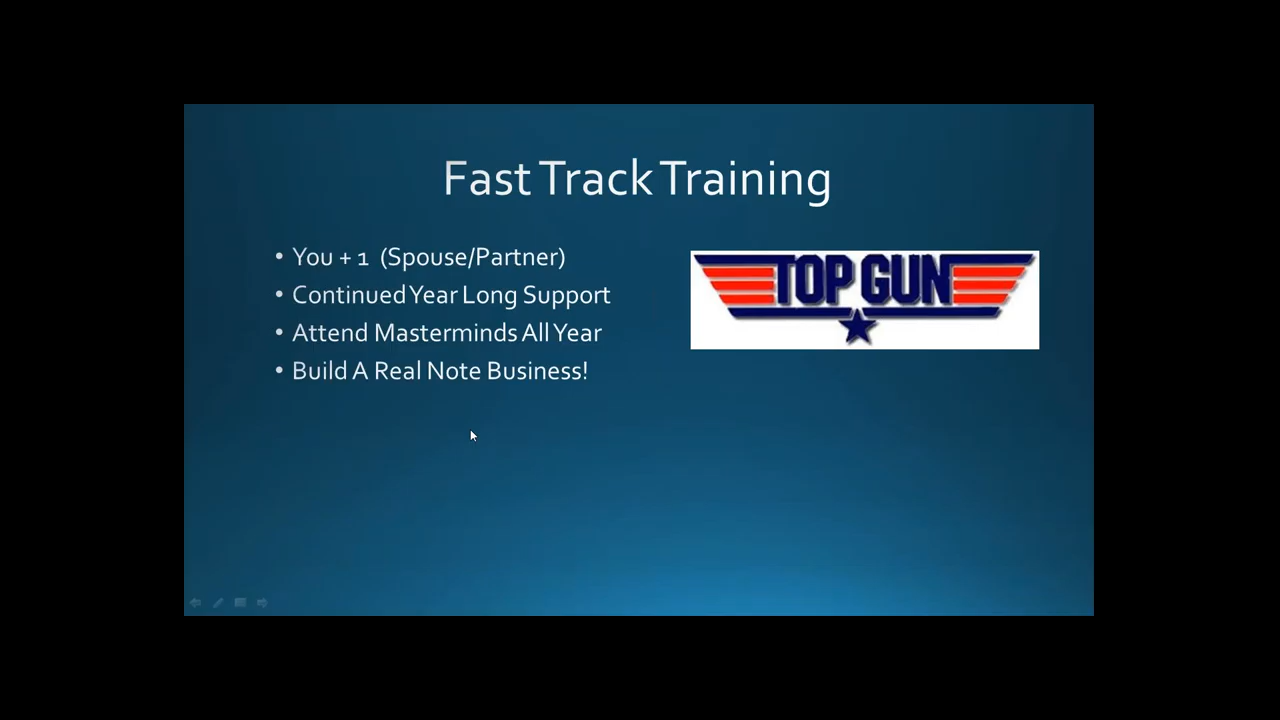 Fast Track Training
• You + 1 (Spouse/Partner)
• Continued Year Long Support
• Attend Masterminds All Year
• Build A Real Note Business!
TOP GUN